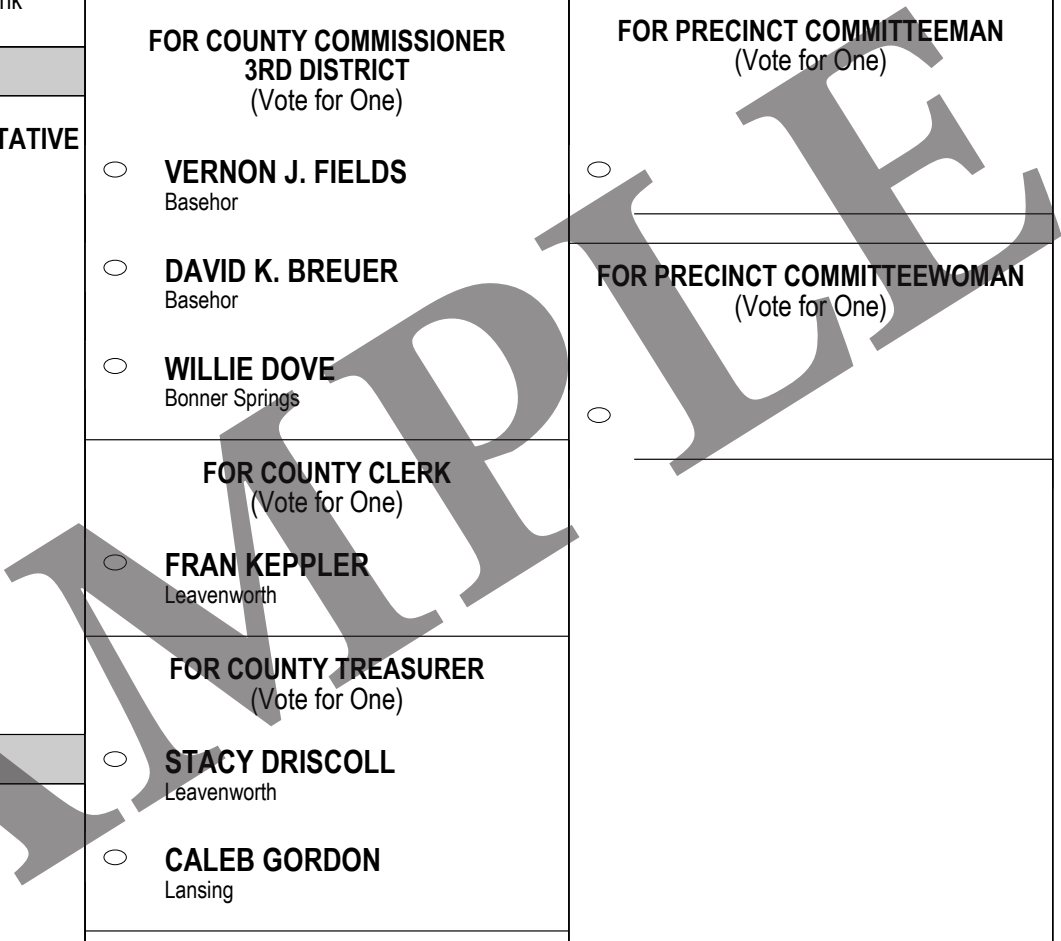 nk
TATIVE
FOR COUNTY COMMISSIONER
3RD DISTRICT
(Vote for One)
VERNON J. FIELDS
Basehor
DAVID K. BREUER
Basehor
WILLIE DOVE
Bonner Springs
FOR COUNTY CLERK
(Vote for One)
FRAN KEPPLER
Leavenworth
FOR COUNTY TREASURER
(Vote for One)
STACY DRISCOLL
Leavenworth
CALEB GORDON
Lansing
FOR PRECINCT COMMITTEEMAN
(Vote for One)
FOR PRECINCT COMMITTEEWOMAN
(Vote for One)
AMPLE